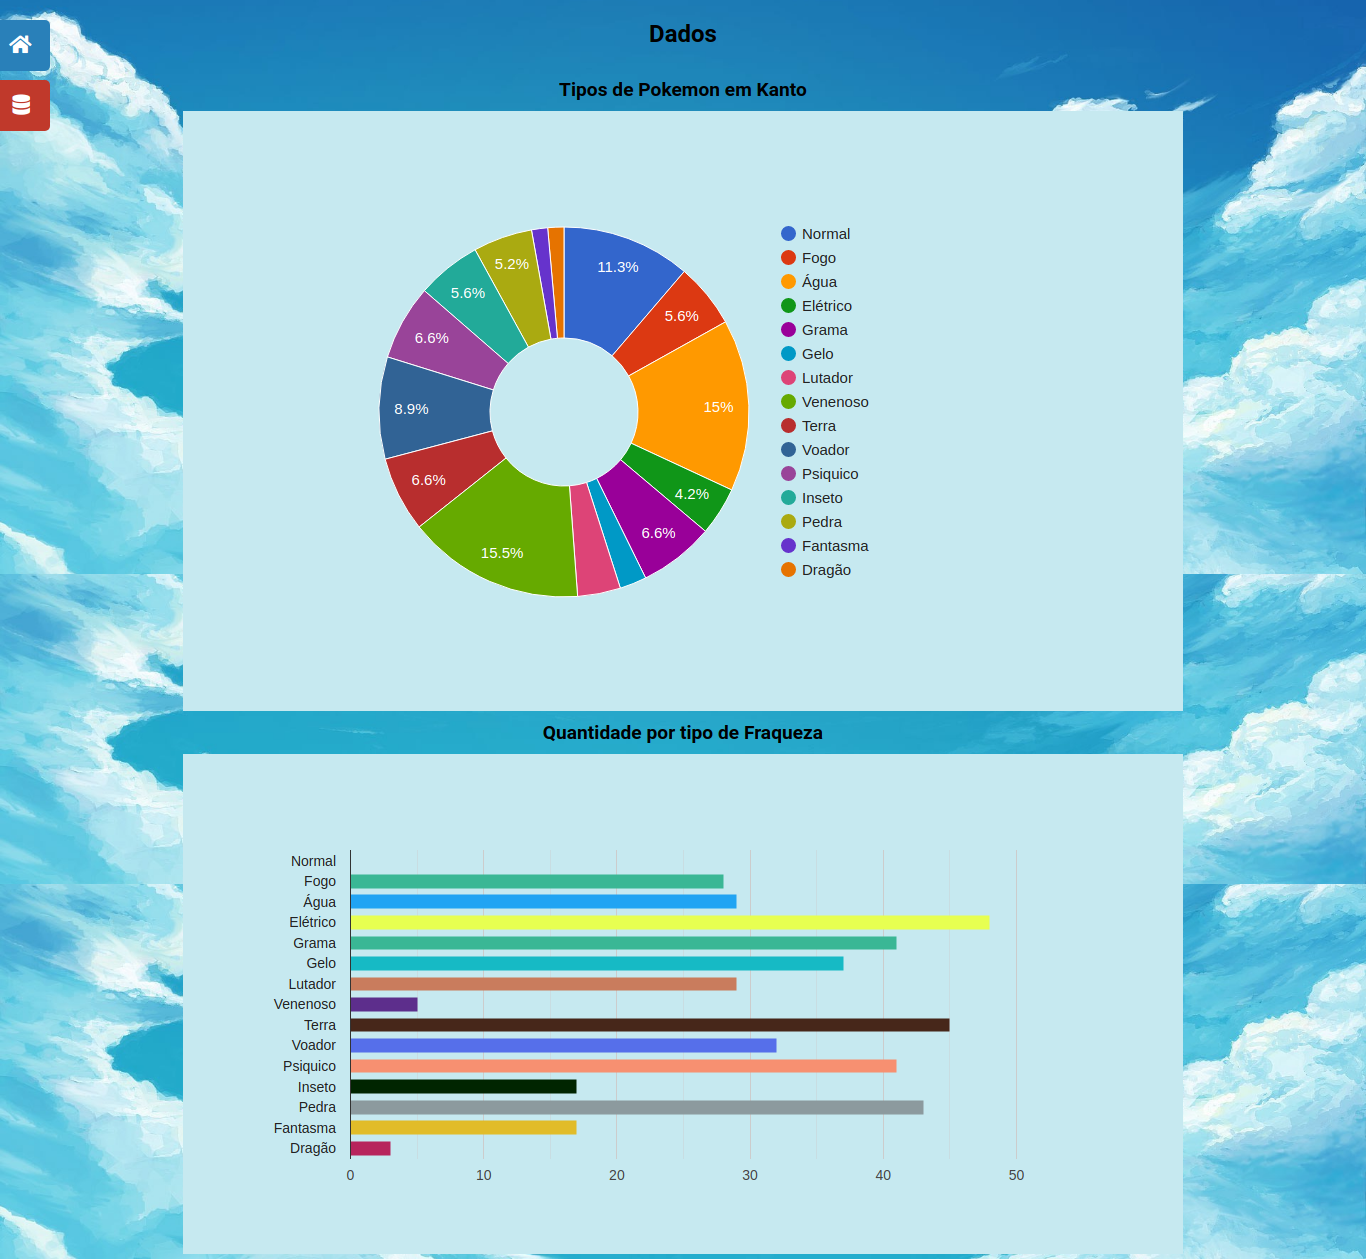 Dados
Tipos de Pokemon em Kanto
11.3%
5.6%
15%
4.2%
6.6%
15.5%
6.6%
8.9%
6.6%
5.6%
5.2%
Normal
Fogo
Água
Elétrico
Grama
Gelo
Lutador
Venenoso
Terra
Voador
Psiquico
Inseto
Pedra
Fantasma
Dragão
Quantidade por tipo de Fraqueza
Normal
Fogo
Água
Elétrico
Grama
Gelo
Lutador
Venenoso
Terra
Voador
Psiquico
Inseto
Pedra
Fantasma
Dragão
0 10 20 30 40 50